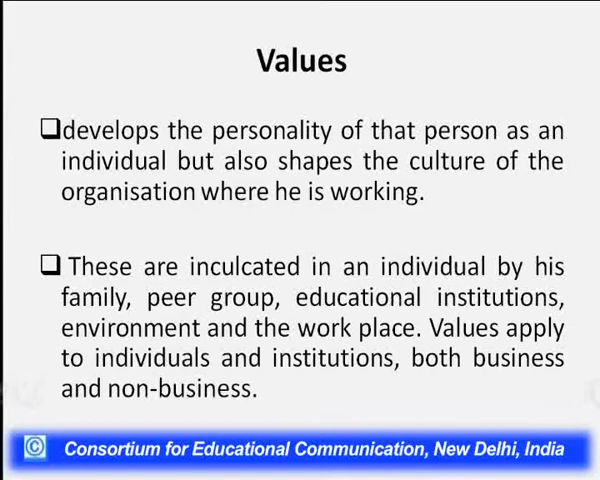 Values
❑develops the personality of that person as an
individual but also shapes the culture of the
organisation where he is working.
❑ These are inculcated in an individual by his
family, peer group, educational institutions,
environment and the work place. Values apply
to individuals and institutions, both business
and non-business.
© Consortium for Educational Communication, New Delhi, India